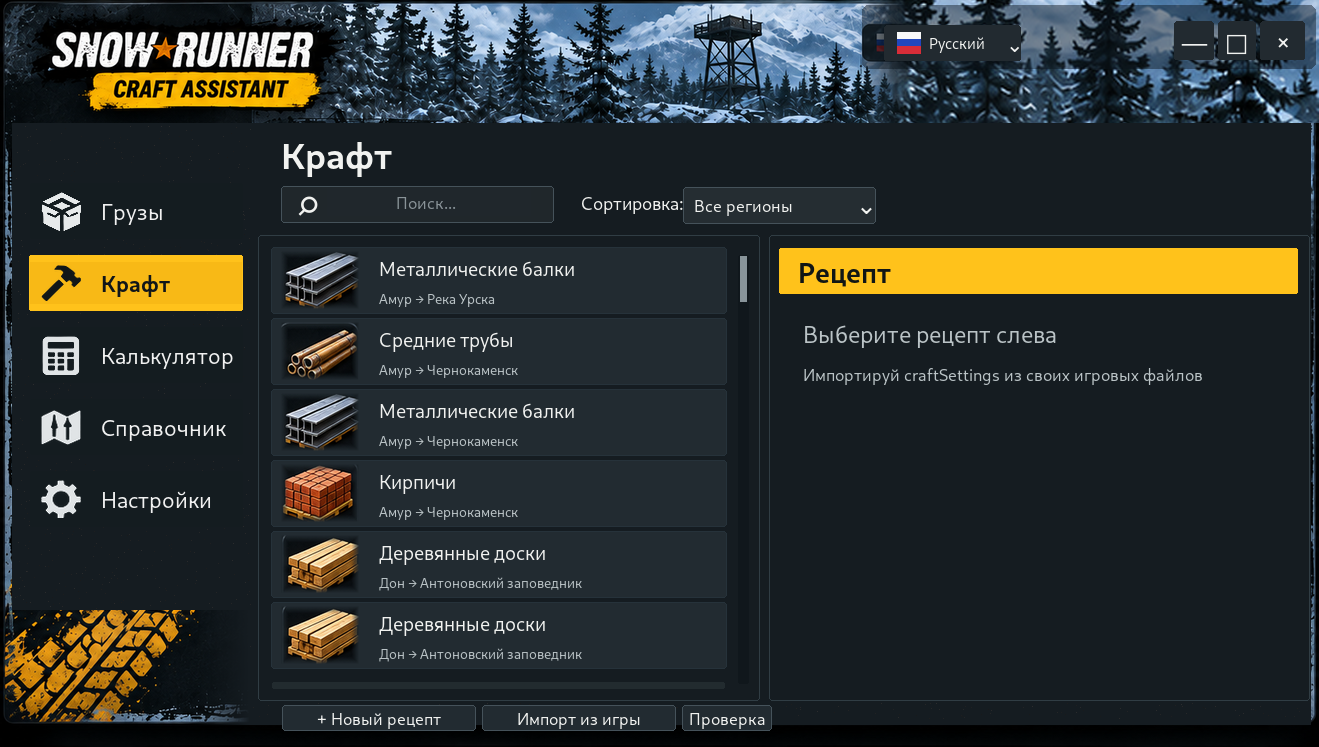 SNOW★RUNNER
CRAFT ASSISTANT
Русский
Крафт
Поиск...
Сортировка:
Все регионы
Грузы
Крафт
Калькулятор
Справочник
Настройки
Металлические балки
Амур → Река Урска
Средние трубы
Амур → Чернокаменск
Металлические балки
Амур → Чернокаменск
Кирпичи
Амур → Чернокаменск
Деревянные доски
Дон → Антоновский заповедник
Деревянные доски
Дон → Антоновский заповедник
Рецепт
Выберите рецепт слева
Импортируй craftSettings из своих игровых файлов
+ Новый рецепт
Импорт из игры
Проверка